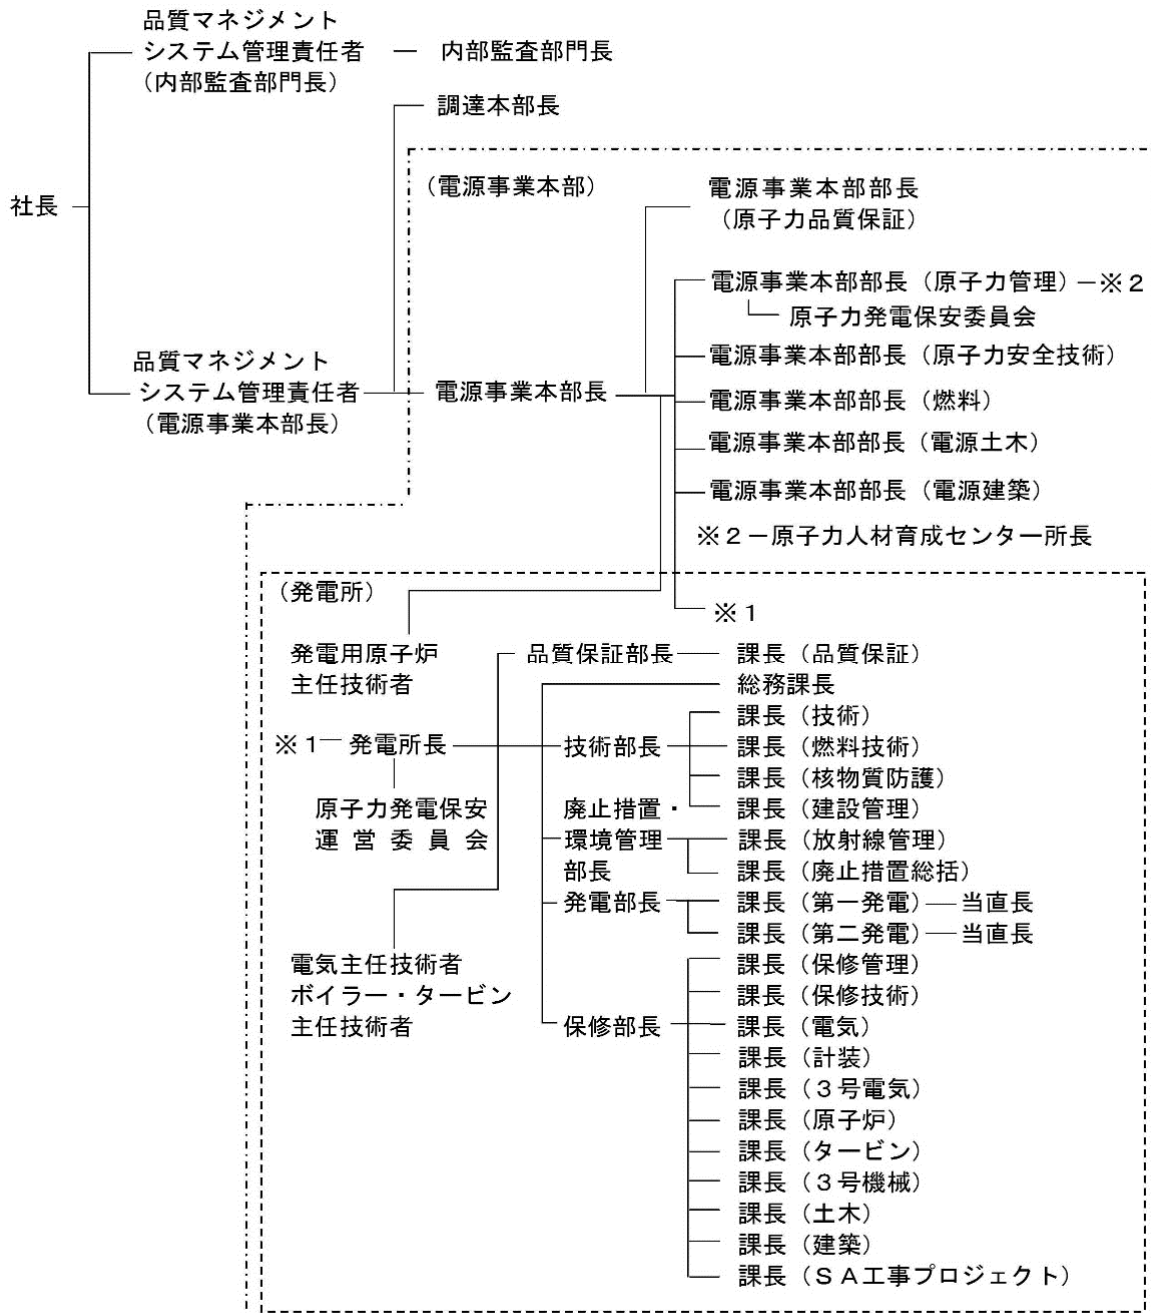 品質マネジメント
システム管理責任者 ― 内部監査部門長
（内部監査部門長）
調達本部長
（電源事業本部）
社長
電源事業本部部長
（原子力品質保証）
電源事業本部部長（原子力管理）－※２
原子力発電保安委員会
電源事業本部部長（原子力安全技術）
品質マネジメント
システム管理責任者
（電源事業本部長）
電源事業本部長
電源事業本部部長（燃料）
電源事業本部部長（電源土木）
電源事業本部部長（電源建築）
※２－原子力人材育成センター所長
（発電所）
※１
発電用原子炉
主任技術者
品質保証部長
課長（品質保証）
総務課長
※１ 発電所長
原子力発電保安
運営委員会
技術部長
課長（技術）
課長（燃料技術）
課長（核物質防護）
課長（建設管理）
廃止措置・
環境管理
部長
課長（放射線管理）
課長（廃止措置総括）
発電部長
課長（第一発電）― 当直長
課長（第二発電）― 当直長
電気主任技術者
ボイラー・タービン
主任技術者
保修部長
課長（保修管理）
課長（保修技術）
課長（電気）
課長（計装）
課長（３号電気）
課長（原子炉）
課長（タービン）
課長（３号機械）
課長（土木）
課長（建築）
課長（ＳＡ工事プロジェクト）